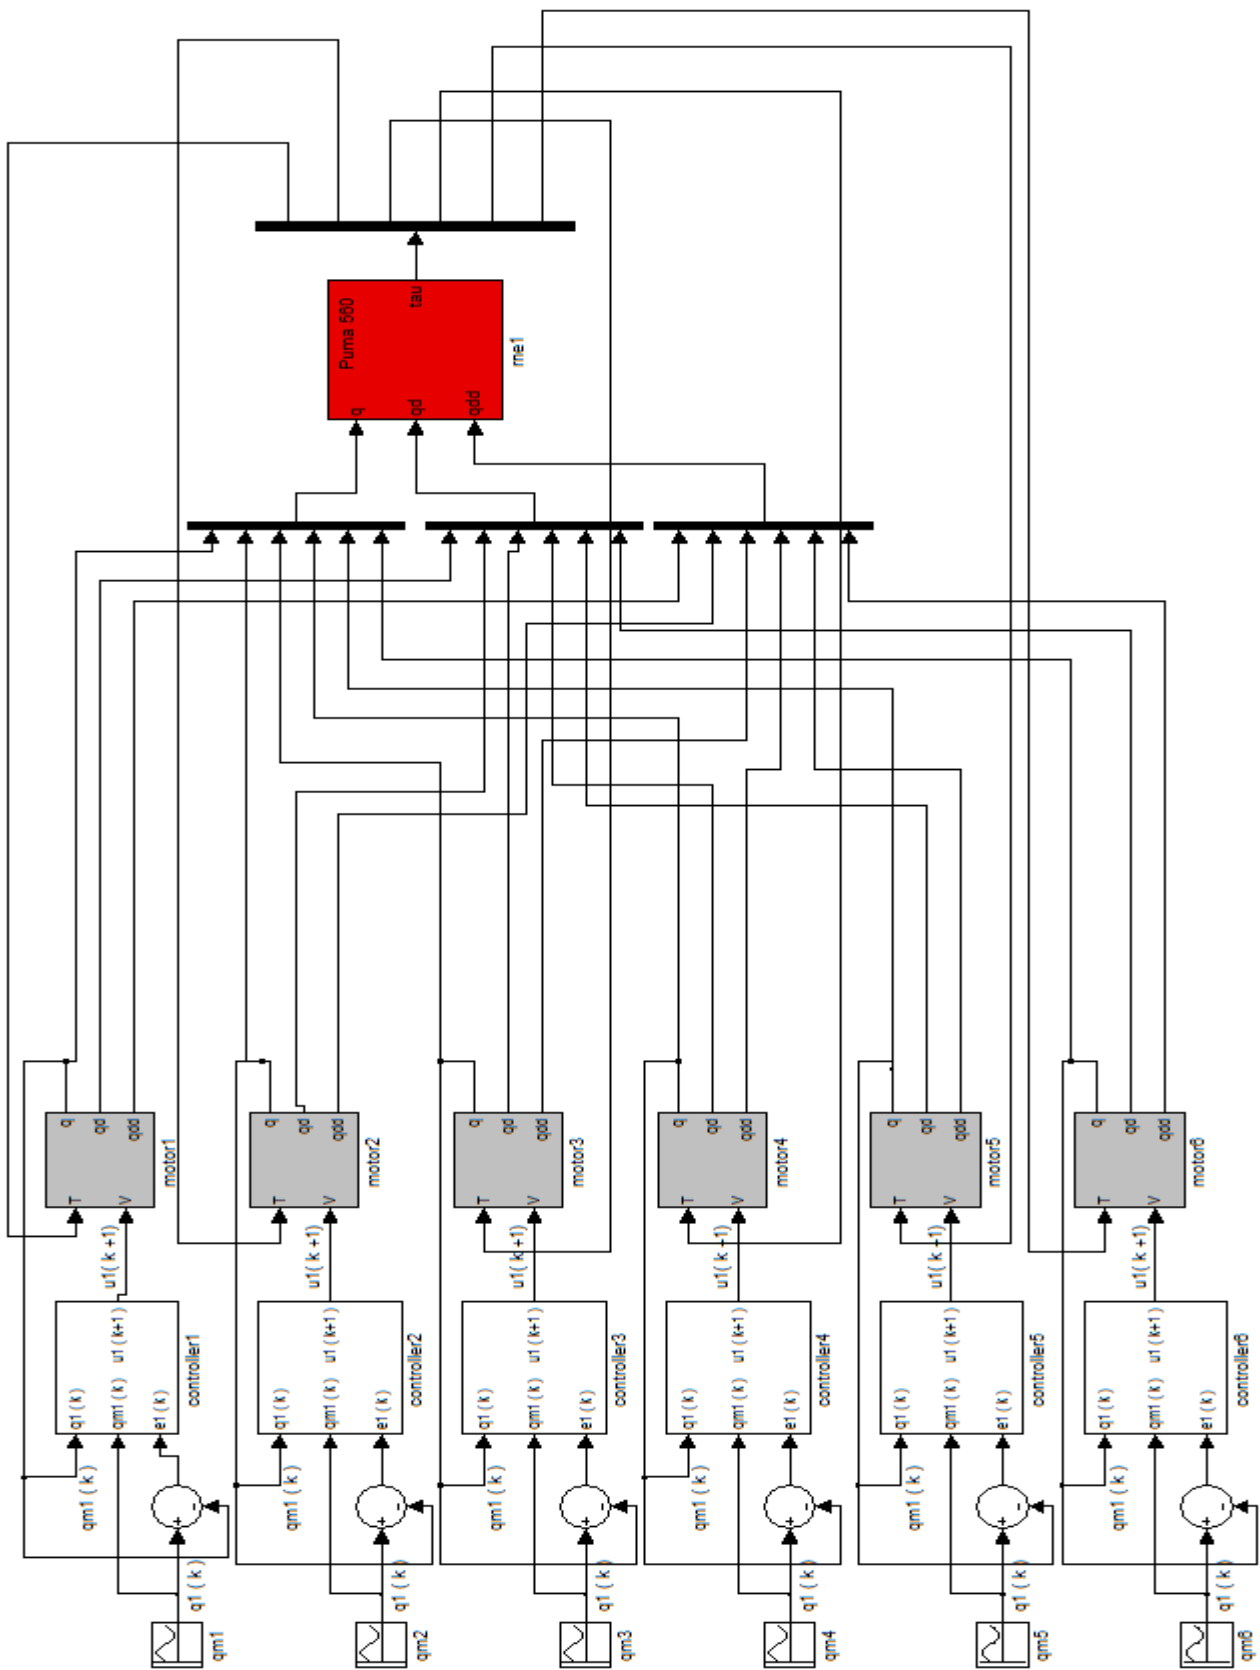 qm1
q1 ( k )
qm1 ( k )
q1 ( k )
qm1 ( k) u1 (k+1)
e1 ( k )
controller1
u1( k +1)
T
V
q
qd
qdd
motor1
qm2
q1 ( k )
qm1 ( k )
q1 ( k )
qm1 ( k) u1 (k+1)
e1 ( k )
controller2
u1( k +1)
T
V
q
qd
qdd
motor2
qm3
q1 ( k )
qm1 ( k )
q1 ( k )
qm1 ( k) u1 (k+1)
e1 ( k )
controller3
u1( k +1)
T
V
q
qd
qdd
motor3
qm4
q1 ( k )
qm1 ( k )
q1 ( k )
qm1 ( k) u1 (k+1)
e1 ( k )
controller4
u1( k +1)
T
V
q
qd
qdd
motor4
qm5
q1 ( k )
qm1 ( k )
q1 ( k )
qm1 ( k) u1 (k+1)
e1 ( k )
controller5
u1( k +1)
T
V
q
qd
qdd
motor5
qm6
q1 ( k )
qm1 ( k )
q1 ( k )
qm1 ( k) u1 (k+1)
e1 ( k )
controller6
u1( k +1)
T
V
q
qd
qdd
motor6
Puma 560
q
qd
qdd
tau
rne1